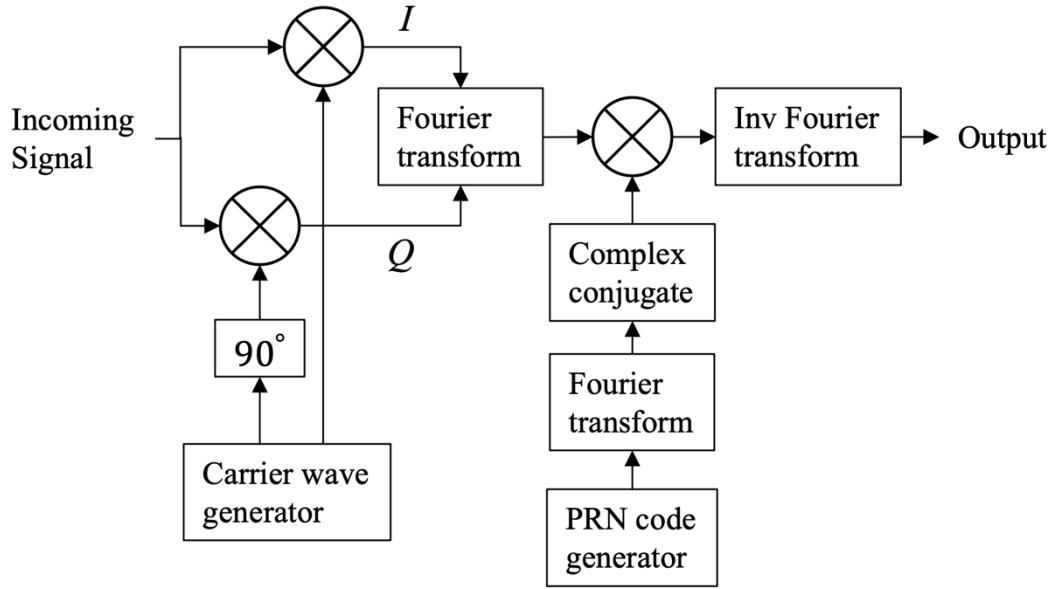 I
Incoming
Signal
Fourier
transform
Inv Fourier
transform
Output
Q
Complex
conjugate
90°
Fourier
transform
Carrier wave
generator
PRN code
generator